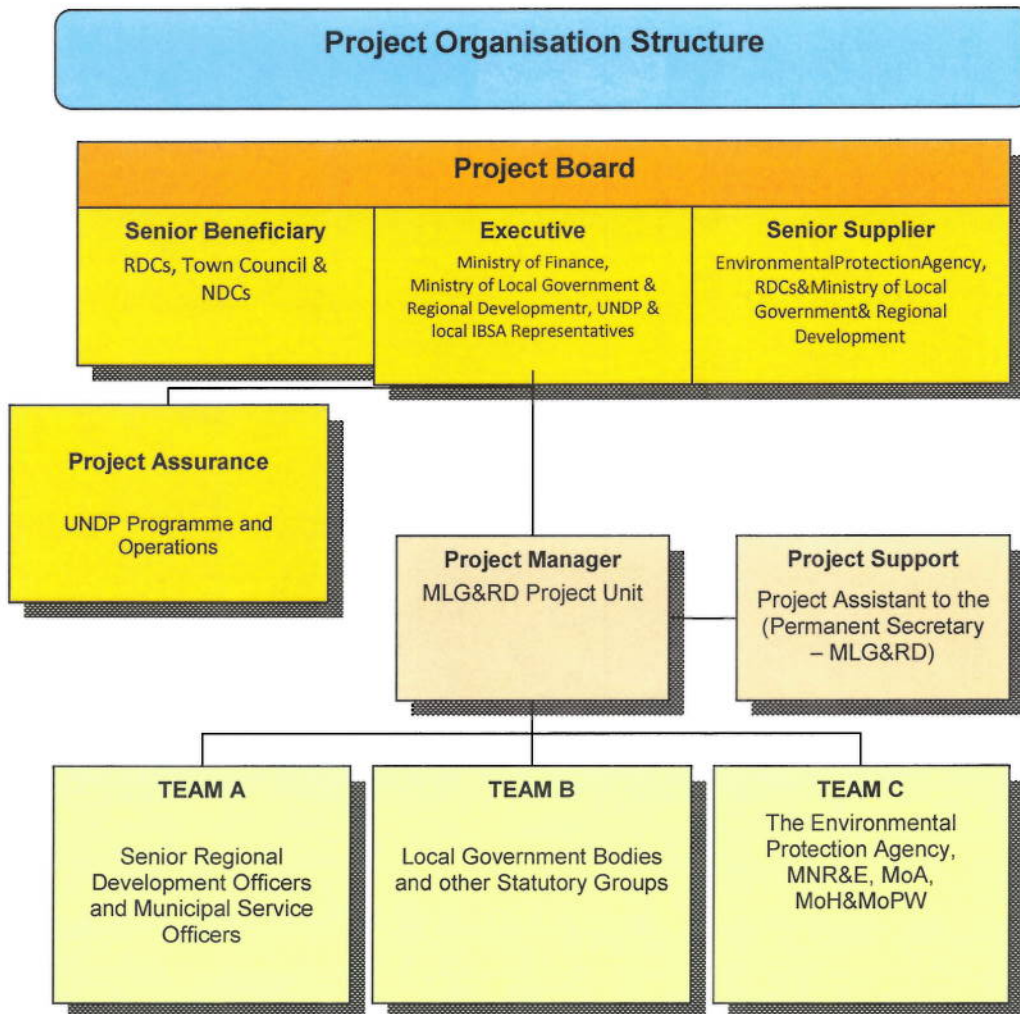 Project Organisation Structure
Project Board
Senior Beneficiary
RDCs, Town Council &
NDCs
Executive
Ministry of Finance,
Ministry of Local Government &
Regional Developmentr, UNDP &
local IBSA Representatives
Senior Supplier
EnvironmentalProtectionAgency,
RDCs&Ministry of Local
Government& Regional
Development
Project Assurance
UNDP Programme and
Operations
Project Manager
MLG&RD Project Unit
Project Support
Project Assistant to the
(Permanent Secretary
– MLG&RD)
TEAM A
Senior Regional
Development Officers
and Municipal Service
Officers
TEAM B
Local Government Bodies
and other Statutory Groups
TEAM C
The Environmental
Protection Agency,
MNR&E, MoA,
MoH&MoPW